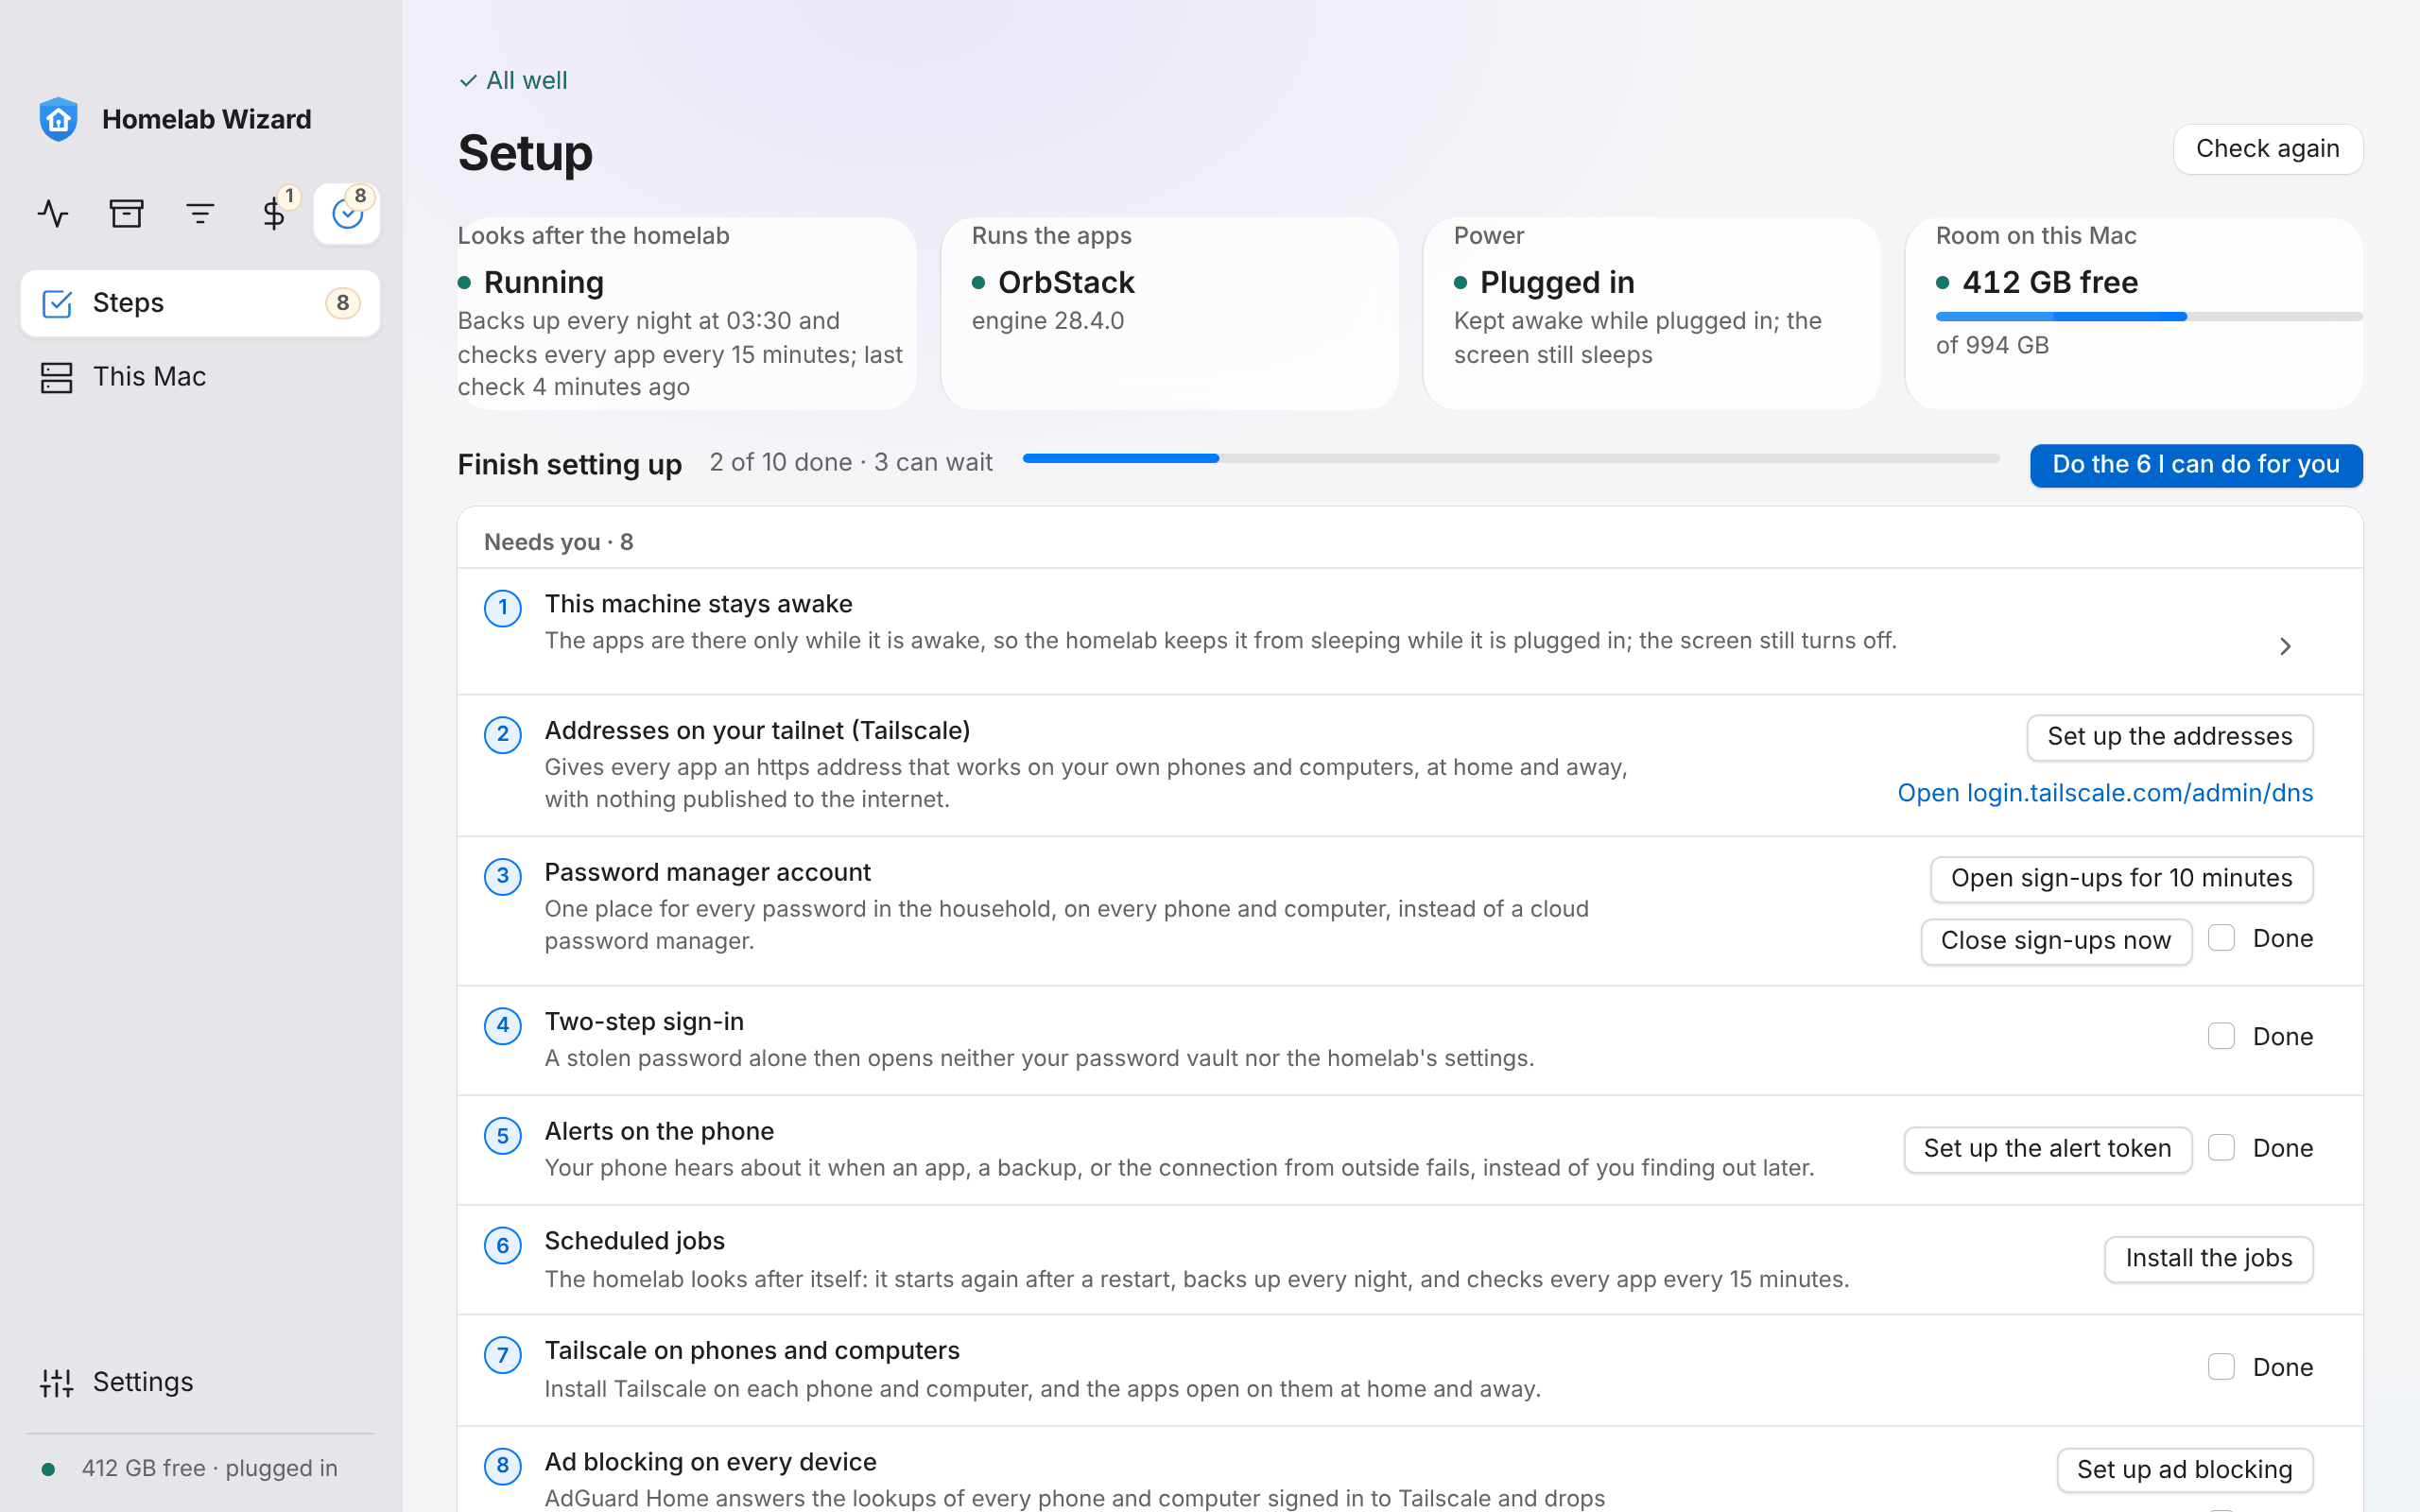 Homelab Wizard
1
8
Steps
8
This Mac
Settings
412 GB free · plugged in
All well
Setup
Check again
Looks after the homelab
Running
Backs up every night at 03:30 and
checks every app every 15 minutes; last
check 4 minutes ago
Runs the apps
OrbStack
engine 28.4.0
Power
Plugged in
Kept awake while plugged in; the
screen still sleeps
Room on this Mac
412 GB free
of 994 GB
Finish setting up
2 of 10 done · 3 can wait
Do the 6 I can do for you
Needs you · 8
1
This machine stays awake
The apps are there only while it is awake, so the homelab keeps it from sleeping while it is plugged in; the screen still turns off.
2
Addresses on your tailnet (Tailscale)
Gives every app an https address that works on your own phones and computers, at home and away,
with nothing published to the internet.
Set up the addresses
Open login.tailscale.com/admin/dns
3
Password manager account
One place for every password in the household, on every phone and computer, instead of a cloud
password manager.
Open sign-ups for 10 minutes
Close sign-ups now
Done
4
Two-step sign-in
A stolen password alone then opens neither your password vault nor the homelab's settings.
Done
5
Alerts on the phone
Your phone hears about it when an app, a backup, or the connection from outside fails, instead of you finding out later.
Set up the alert token
Done
6
Scheduled jobs
The homelab looks after itself: it starts again after a restart, backs up every night, and checks every app every 15 minutes.
Install the jobs
7
Tailscale on phones and computers
Install Tailscale on each phone and computer, and the apps open on them at home and away.
Done
8
Ad blocking on every device
AdGuard Home answers the lookups of every phone and computer signed in to Tailscale and drops
Set up ad blocking